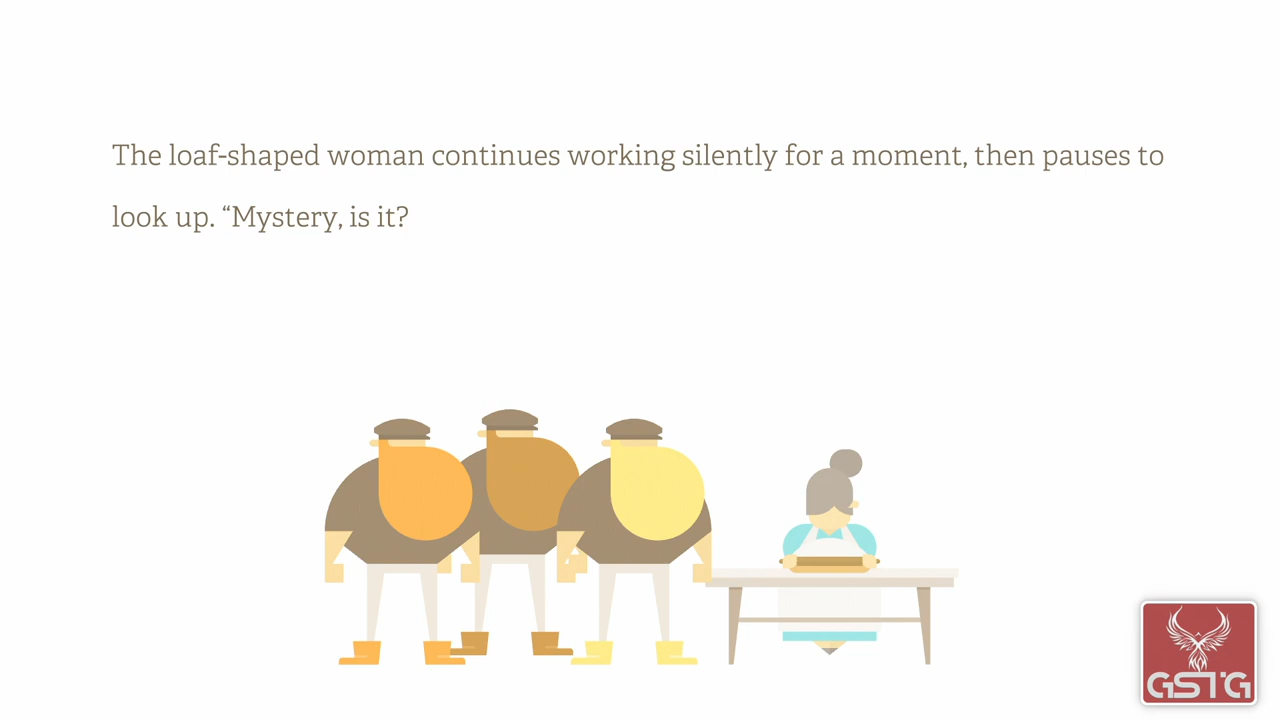 The loaf-shaped woman continues working silently for a moment, then pauses to
look up. “Mystery, is it?
GSTG